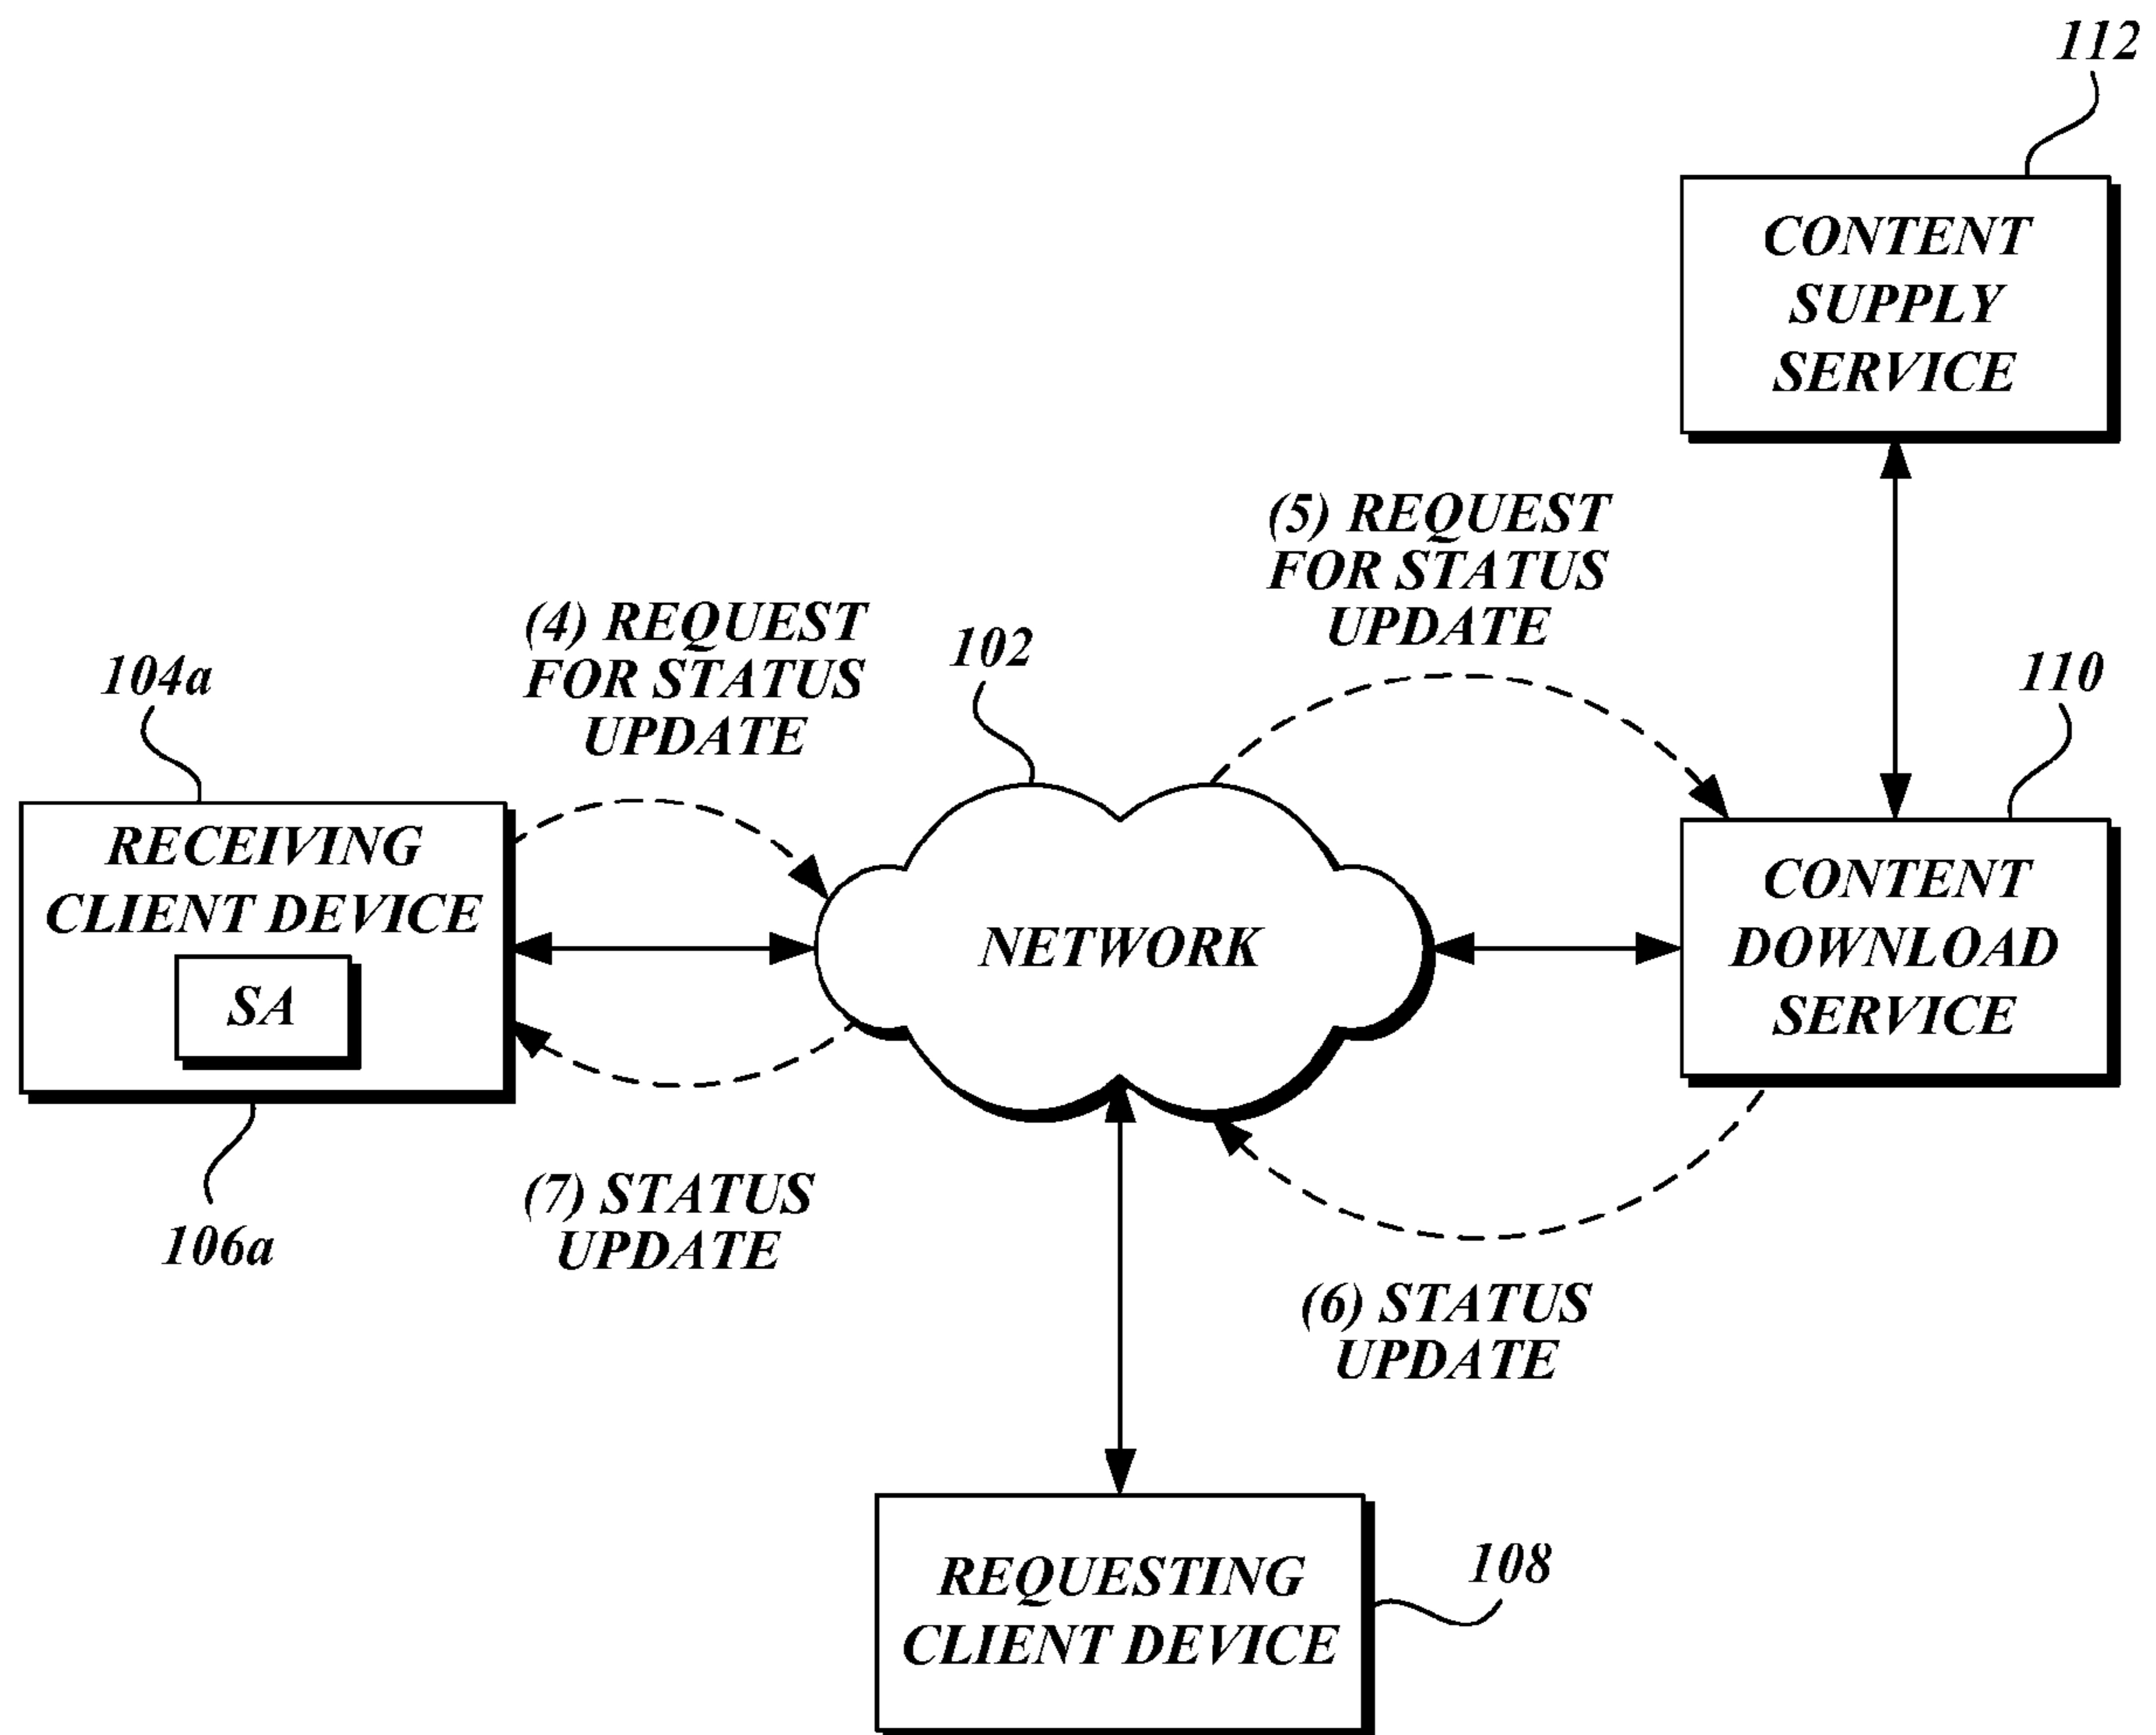 112
CONTENT
SUPPLY
SERVICE
(5) REQUEST
FOR STATUS
UPDATE
(4) REQUEST
FOR STATUS
UPDATE
102
104a
110
RECEIVING
CLIENT DEVICE
SA
NETWORK
CONTENT
DOWNLOAD
SERVICE
(7) STATUS
UPDATE
106a
(6) STATUS
UPDATE
REQUESTING
CLIENT DEVICE
108